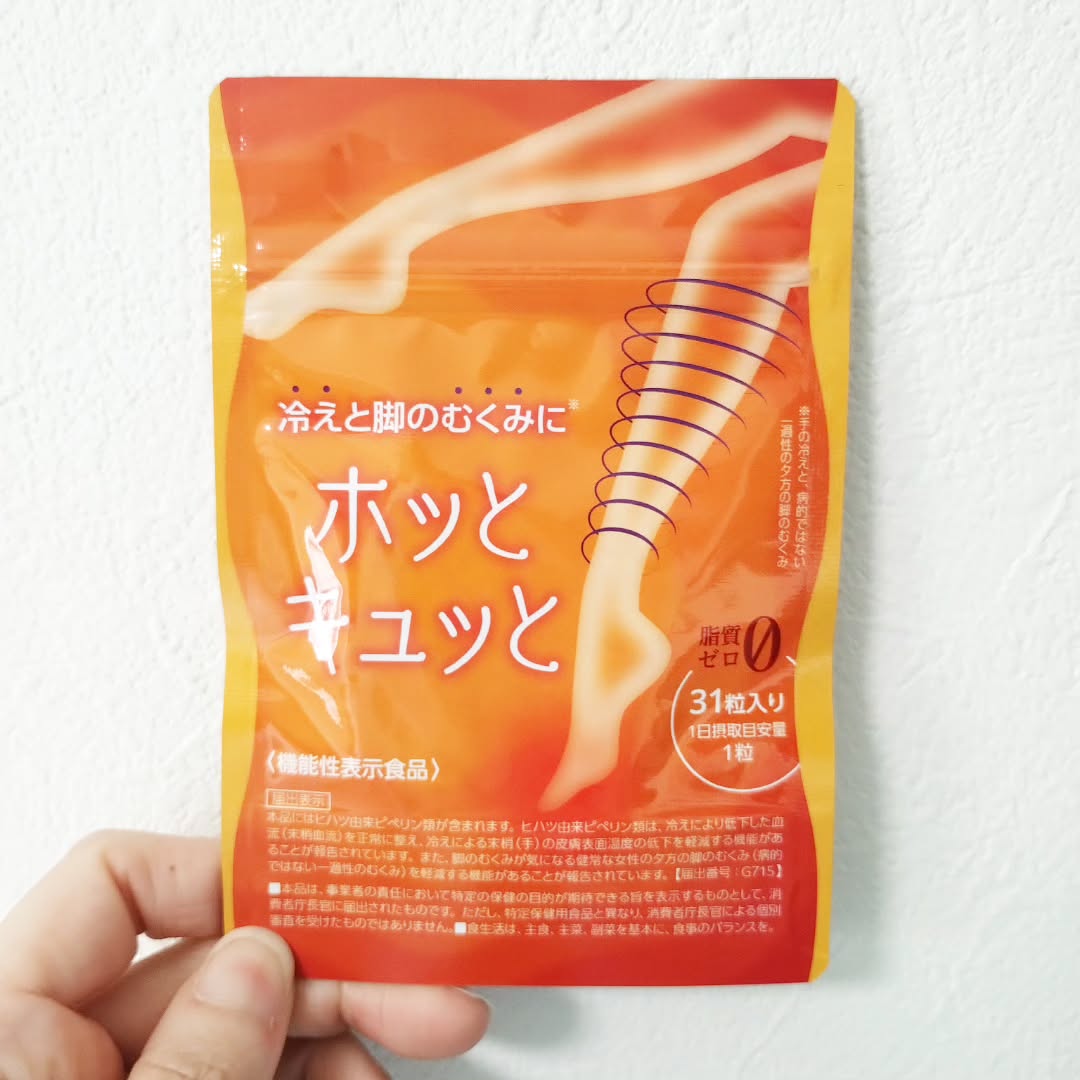 冷えと脚のむくみに※
ホッと
キュッと
※手の冷えと、病的ではない
一過性の夕方の脚のむくみ
脂質
ゼロ0
31粒入り
1日摂取目安量
1粒
〈機能性表示食品〉
届出表示
本品にはヒハツ由来ピペリン類が含まれます。ヒハツ由来ピペリン類は、冷えにより低下した血
流(末梢血流)を正常に整え、冷えによる末梢(手)の皮膚表面温度の低下を軽減する機能があ
ることが報告されています。また、脚のむくみが気になる健常な女性の夕方の脚のむくみ(病的
ではない一過性のむくみ)を軽減する機能があることが報告されています。【届出番号:G715】
■本品は、事業者の責任において特定の保健の目的が期待できる旨を表示するものとして、消
費者庁長官に届出されたものです。ただし、特定保健用食品と異なり、消費者庁長官による個別
審査を受けたものではありません。■食生活は、主食、主菜、副菜を基本に、食事のバランスを。